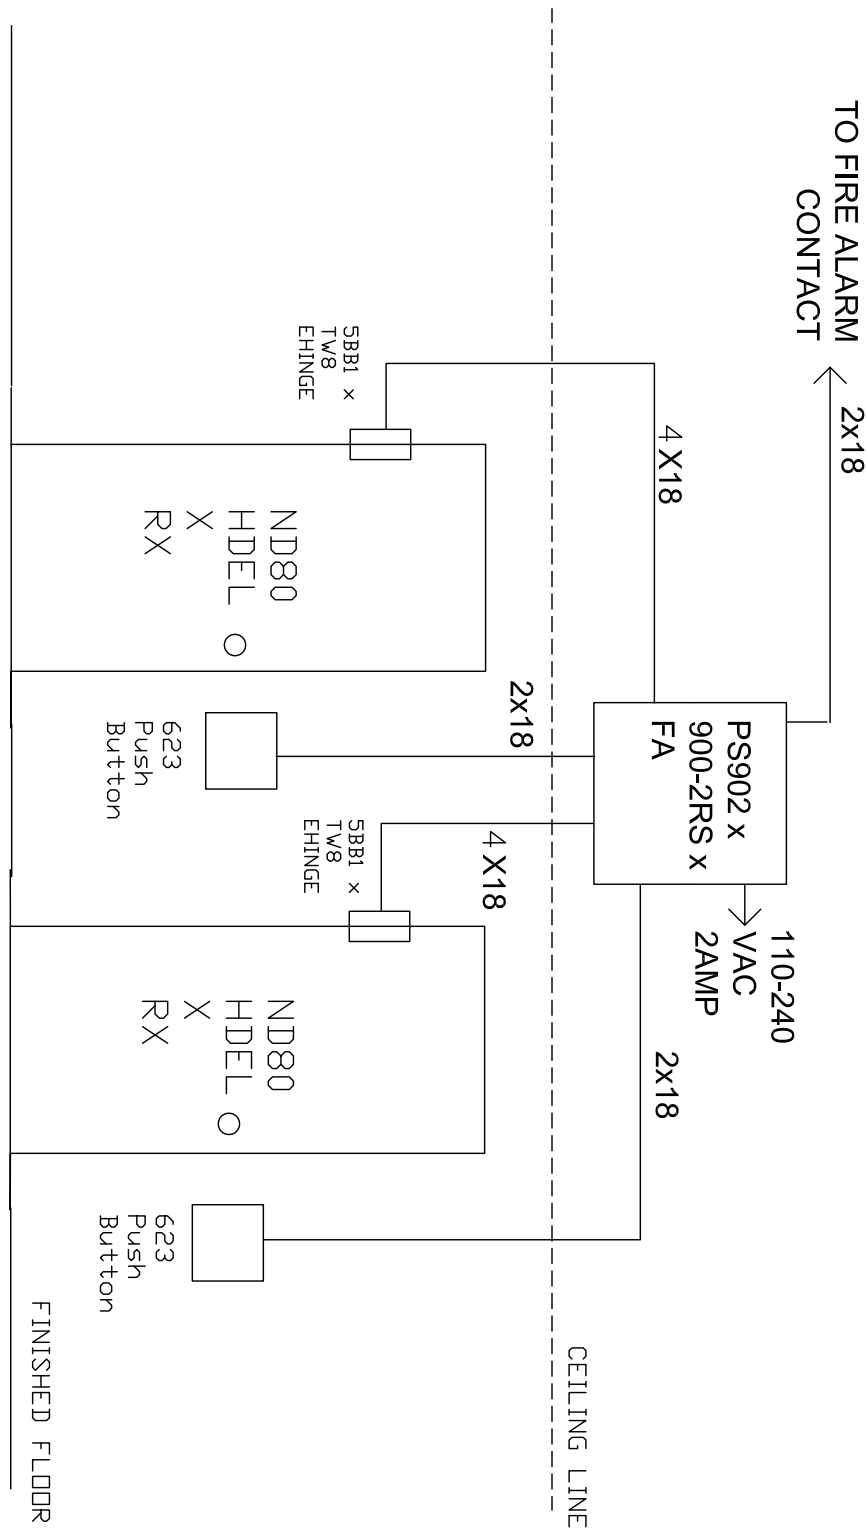 TO FIRE ALARM
CONTACT
2x18
4 X18
PS902 x
900-2RS x
FA
110-240
VAC
2AMP
2x18
2x18
4 X18
CEILING LINE
5BB1 x
TW8
EHINGE
ND80
HDEL
X
RX
623
Push
Button
5BB1 x
TW8
EHINGE
ND80
HDEL
X
RX
623
Push
Button
FINISHED FLOOR